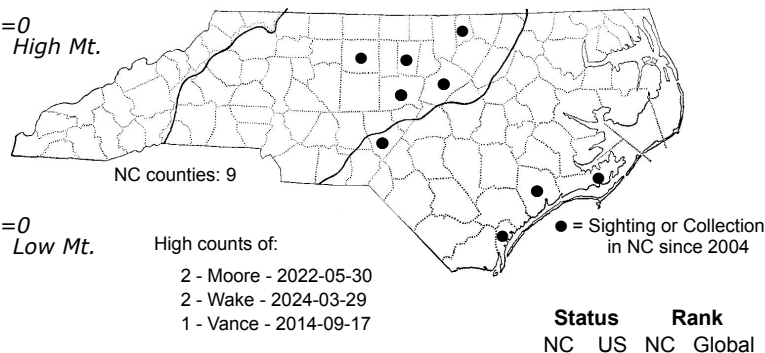 =0
High Mt.
NC counties: 9
=0
Low Mt.
High counts of:
2 - Moore - 2022-05-30
2 - Wake - 2024-03-29
1 - Vance - 2014-09-17
● = Sighting or Collection
in NC since 2004
Status Rank
NC US NC Global